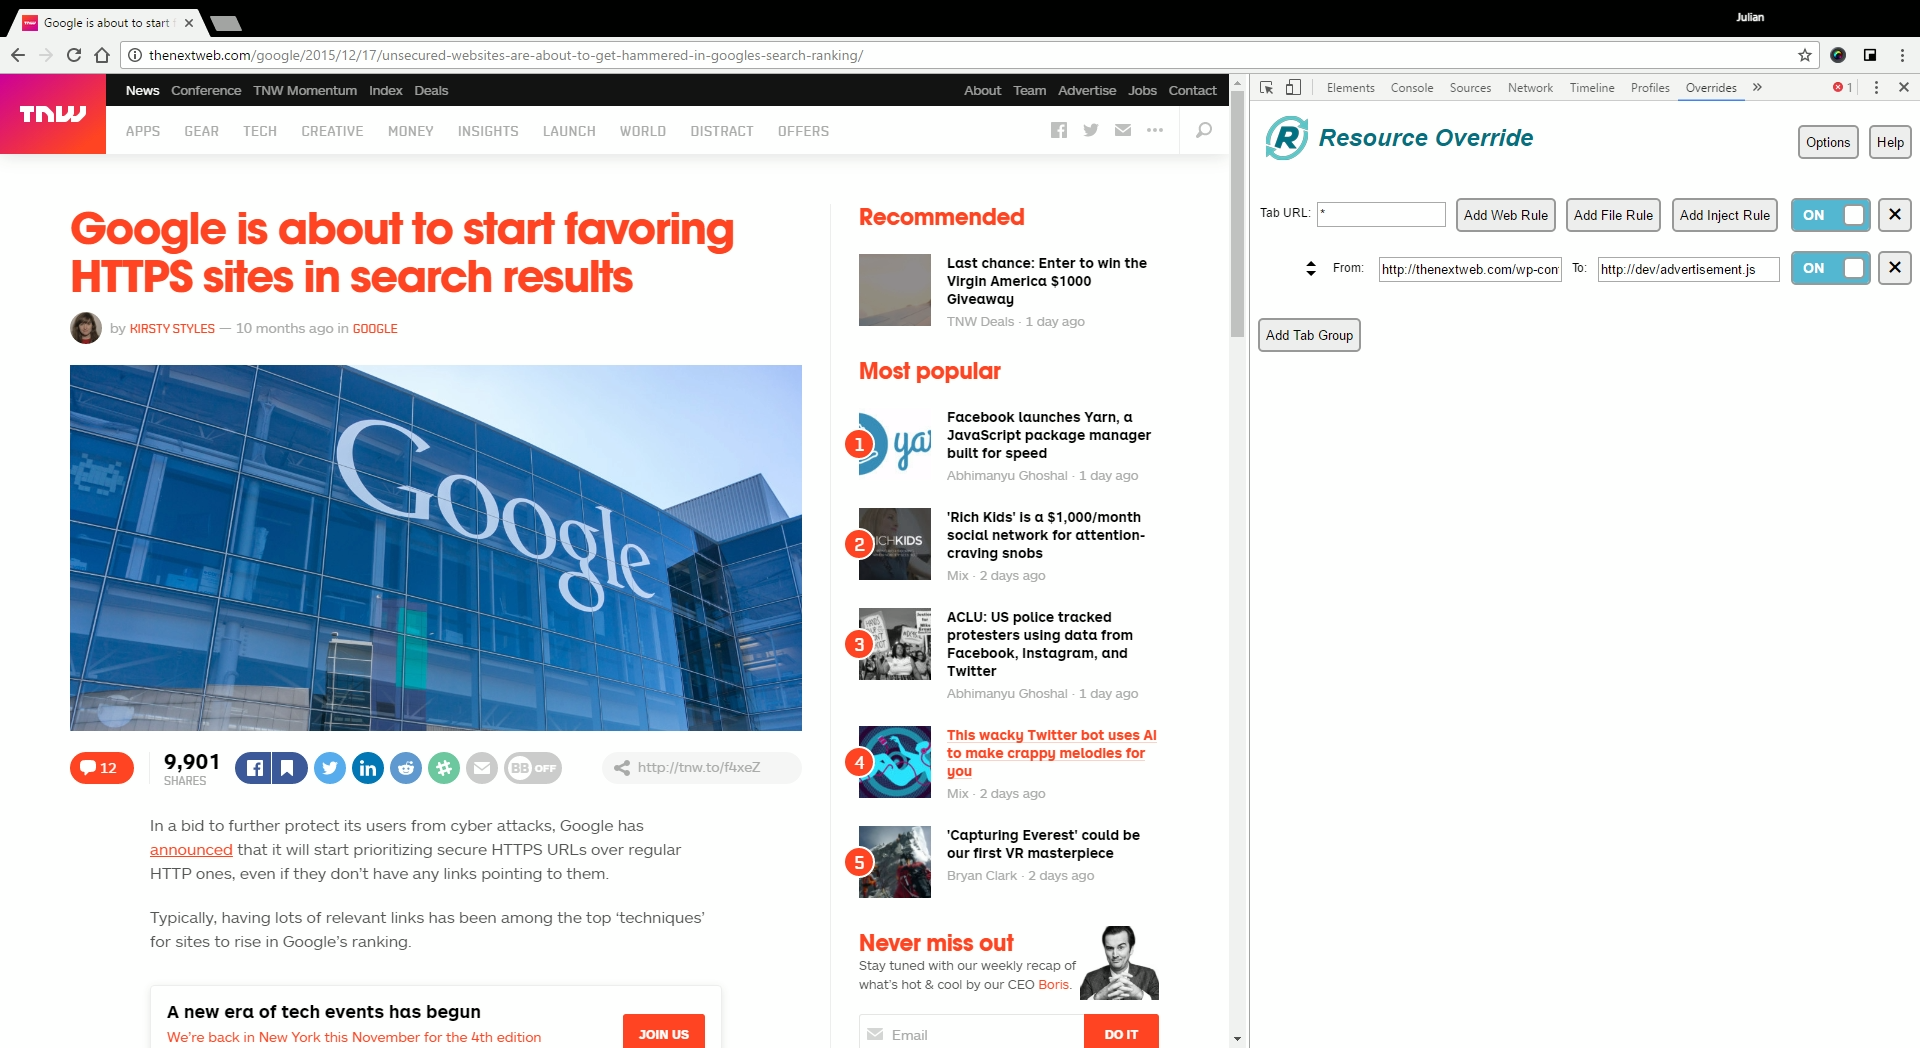 Google is about to start
Julian
thenextweb.com/google/2015/12/17/unsecured-websites-are-about-to-get-hammered-in-googles-search-ranking/
TNW
News Conference TNW Momentum Index Deals
About Team Advertise Jobs Contact
APPS GEAR TECH CREATIVE MONEY INSIGHTS LAUNCH WORLD DISTRACT OFFERS
Google is about to start favoring
HTTPS sites in search results
by KIRSTY STYLES — 10 months ago in GOOGLE
Google
12
9,901
SHARES
BB OFF
http://tnw.to/f4xeZ
In a bid to further protect its users from cyber attacks, Google has
announced that it will start prioritizing secure HTTPS URLs over regular
HTTP ones, even if they don’t have any links pointing to them.
Typically, having lots of relevant links has been among the top ‘techniques’
for sites to rise in Google’s ranking.
A new era of tech events has begun
We’re back in New York this November for the 4th edition
JOIN US
Recommended
Last chance: Enter to win the
Virgin America $1000
Giveaway
TNW Deals · 1 day ago
Most popular
1
ya
Facebook launches Yarn, a
JavaScript package manager
built for speed
Abhimanyu Ghoshal · 1 day ago
2
ICHKIDS
'Rich Kids' is a $1,000/month
social network for attention-
craving snobs
Mix · 2 days ago
3
ACLU: US police tracked
protesters using data from
Facebook, Instagram, and
Twitter
Abhimanyu Ghoshal · 1 day ago
4
This wacky Twitter bot uses AI
to make crappy melodies for
you
Mix · 2 days ago
5
'Capturing Everest' could be
our first VR masterpiece
Bryan Clark · 2 days ago
Never miss out
Stay tuned with our weekly recap of
what’s hot & cool by our CEO Boris.
Email
DO IT
Elements Console Sources Network Timeline Profiles Overrides » 1
R Resource Override
Options Help
Tab URL: * Add Web Rule Add File Rule Add Inject Rule ON
From: http://thenextweb.com/wp-con To: http://dev/advertisement.js ON
Add Tab Group